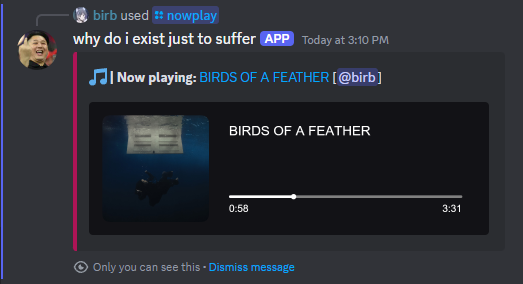 birb used nowplay
why do i exist just to suffer APP Today at 3:10 PM
🎵 | Now playing: BIRDS OF A FEATHER [@birb]
BIRDS OF A FEATHER
0:58 3:31
Only you can see this • Dismiss message